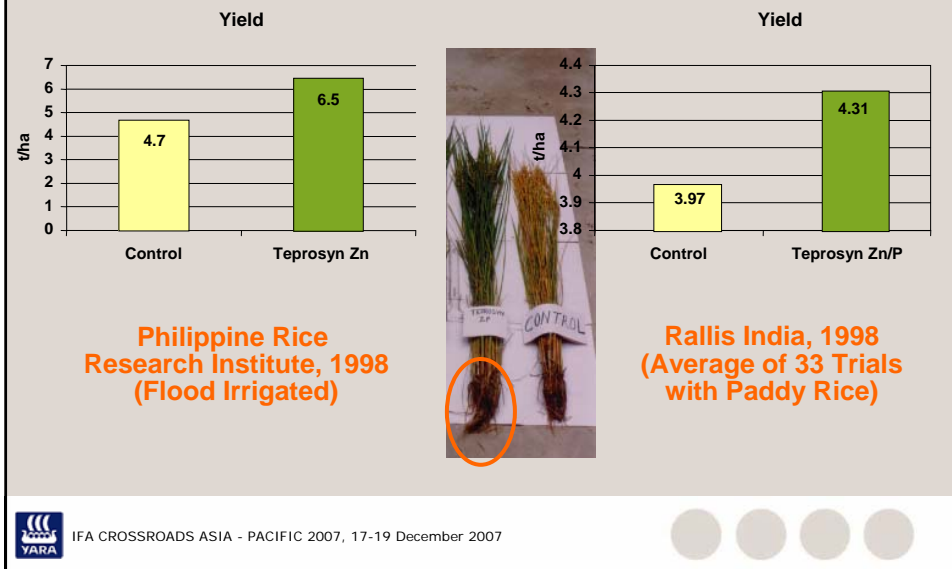 Yield
7
6
5
4
3
2
1
0
t/ha
4.7
6.5
Control
Teprosyn Zn
Philippine Rice
Research Institute, 1998
(Flood Irrigated)
CONTROL
Yield
4.4
4.3
4.2
4.1
4
3.9
3.8
t/ha
3.97
4.31
Control
Teprosyn Zn/P
Rallis India, 1998
(Average of 33 Trials
with Paddy Rice)
YARA
IFA CROSSROADS ASIA - PACIFIC 2007, 17-19 December 2007